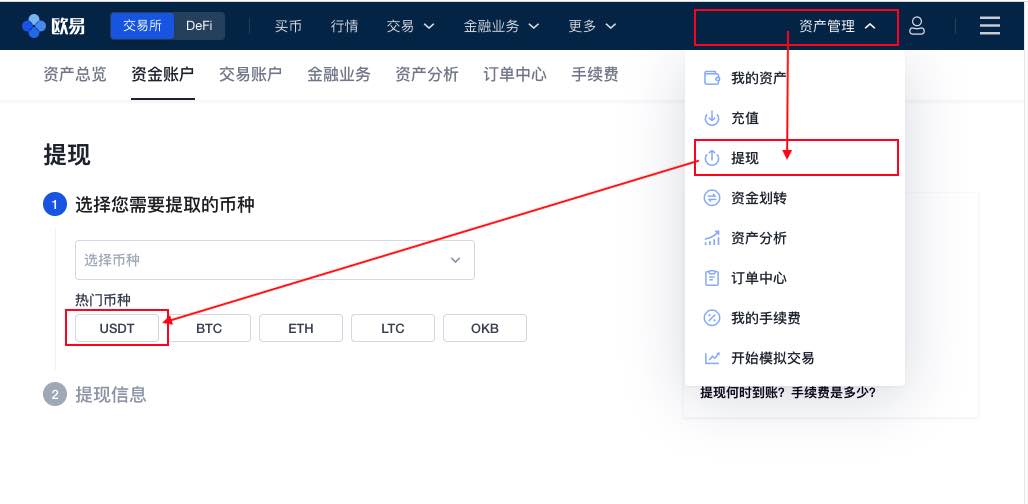 欧易 交易所 DeFi 买币 行情 交易 金融业务 更多 资产管理
资产总览 资金账户 交易账户 金融业务 资产分析 订单中心 手续费
我的资产
充值
提现
资金划转
资产分析
订单中心
我的手续费
开始模拟交易
提现
1 选择您需要提取的币种
选择币种
热门币种
USDT BTC ETH LTC OKB
2 提现信息
提现何时到账？手续费是多少？